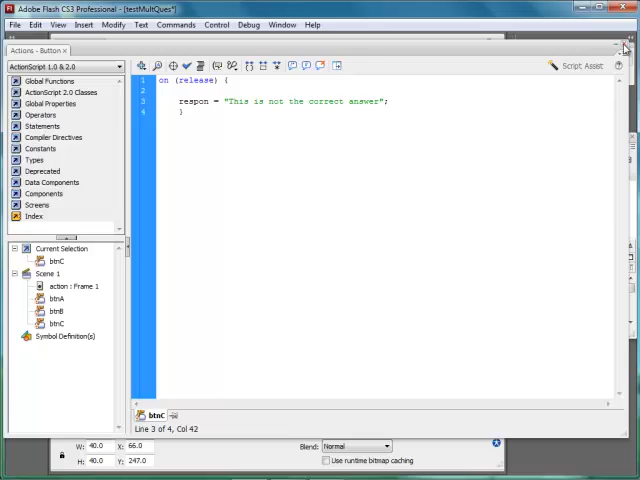 Adobe Flash CS3 Professional - [testMultQues*]
File Edit View Insert Modify Text Commands Control Debug Window Help
Actions - Button ×
ActionScript 1.0 & 2.0
Script Assist
Global Functions
ActionScript 2.0 Classes
Global Properties
Operators
Statements
Compiler Directives
Constants
Types
Deprecated
Data Components
Components
Screens
Index
1 on (release) {
2
3 respon = "This is not the correct answer";
4 }
Current Selection
btnC
Scene 1
action : Frame 1
btnA
btnB
btnC
Symbol Definition(s)
btnC
Line 3 of 4, Col 42
W: 40.0 X: 66.0 Blend: Normal
H: 40.0 Y: 247.0 Use runtime bitmap caching